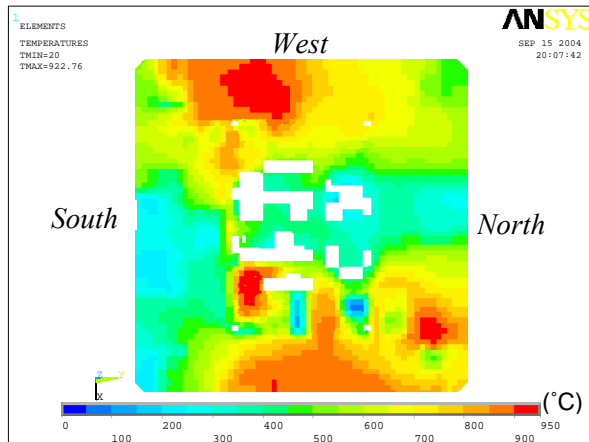 1
ELEMENTS
TEMPERATURES
TMIN=20
TMAX=922.76
ANSYS
SEP 15 2004
20:07:42
West
South
North
Z Y
X
(°C)
0 200 400 600 800 950
100 300 500 700 900